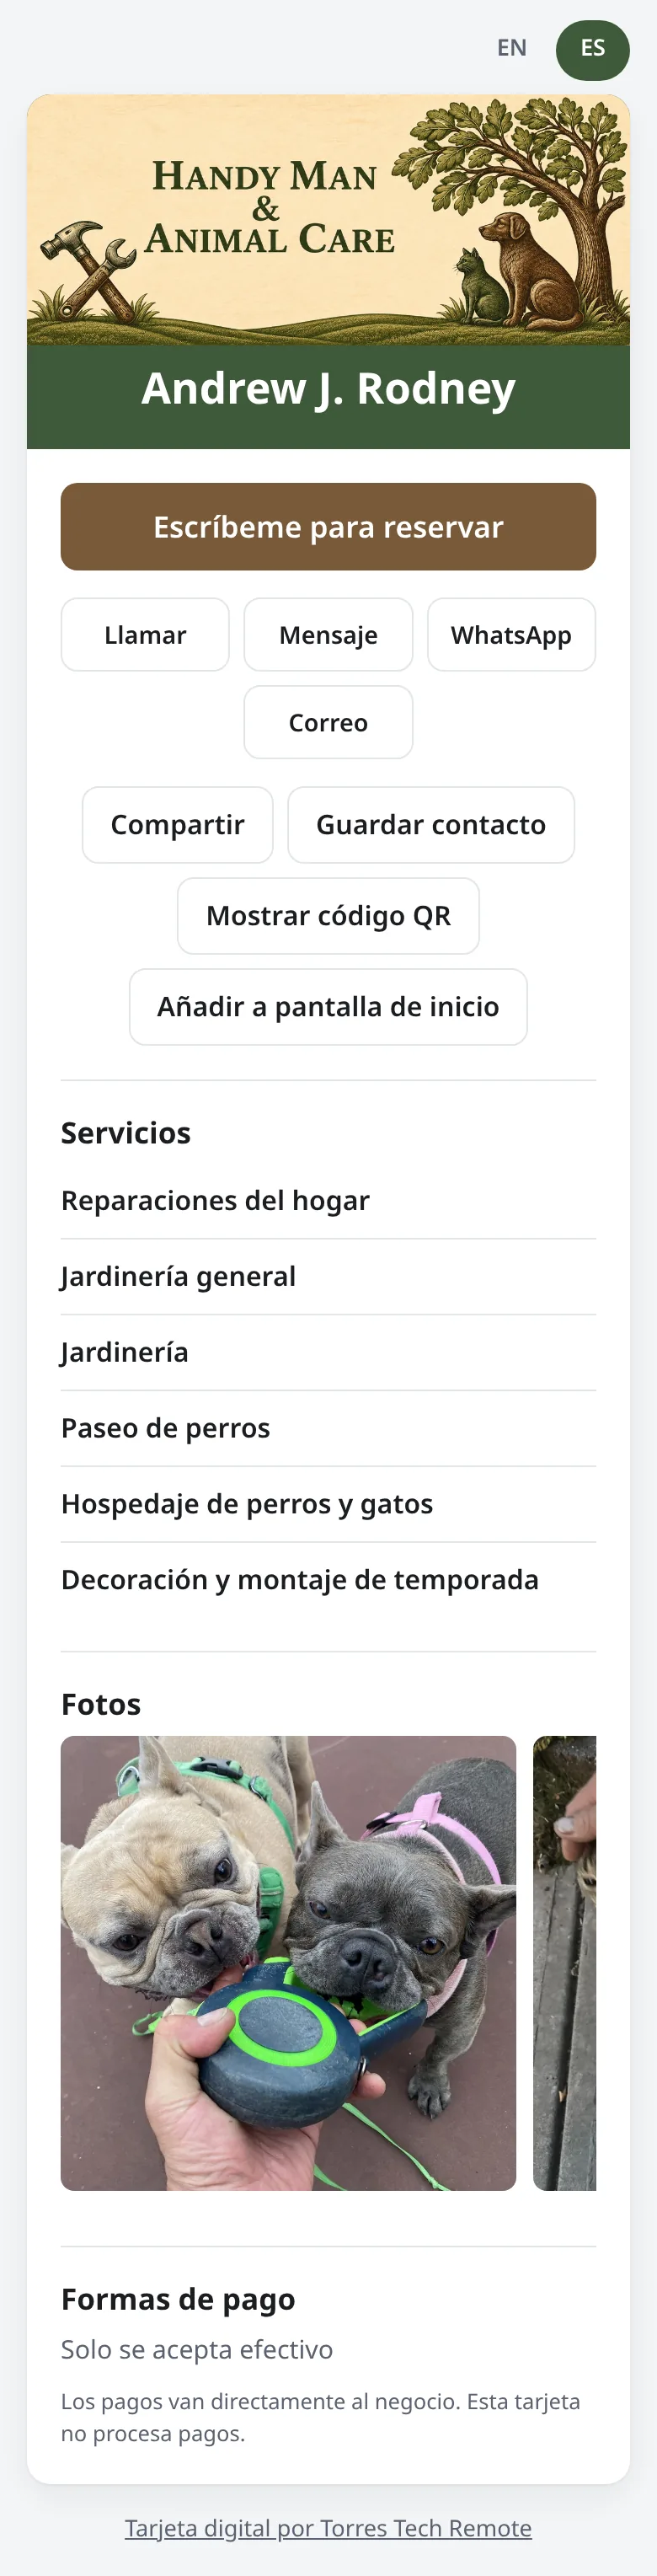 EN
ES
HANDY MAN
&
ANIMAL CARE
Andrew J. Rodney
Escríbeme para reservar
Llamar
Mensaje
WhatsApp
Correo
Compartir
Guardar contacto
Mostrar código QR
Añadir a pantalla de inicio
Servicios
Reparaciones del hogar
Jardinería general
Jardinería
Paseo de perros
Hospedaje de perros y gatos
Decoración y montaje de temporada
Fotos
Formas de pago
Solo se acepta efectivo
Los pagos van directamente al negocio. Esta tarjeta
no procesa pagos.
Tarjeta digital por Torres Tech Remote